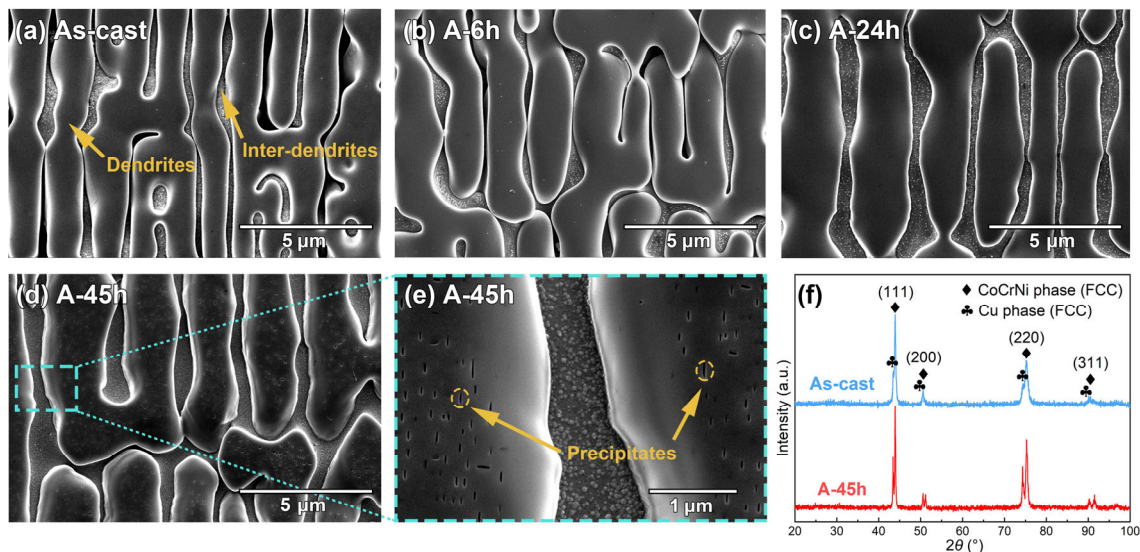 (a) As-cast
Dendrites
Inter-dendrites
5 μm
(b) A-6h
5 μm
(c) A-24h
5 μm
(d) A-45h
5 μm
(e) A-45h
Precipitates
1 μm
(f)
♦ CoCrNi phase (FCC)
♣ Cu phase (FCC)
(111)
(200)
(220)
(311)
As-cast
A-45h
Intensity (a.u.)
20 30 40 50 60 70 80 90 100
2θ (°)